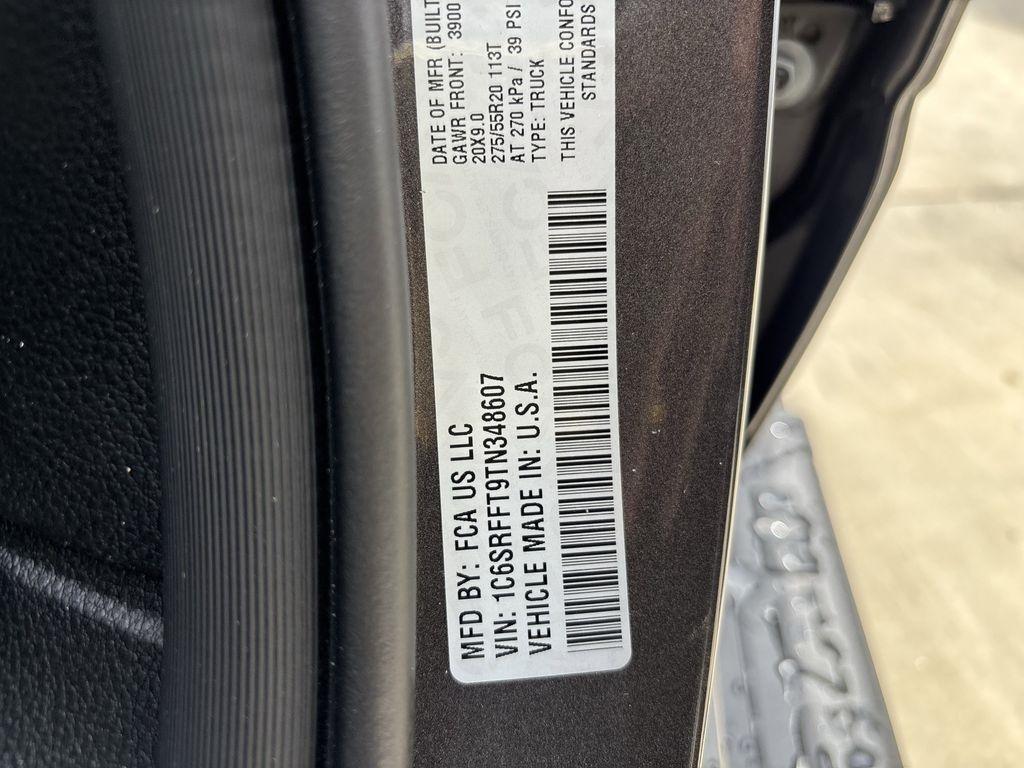 MFD BY: FCA US LLC
VIN: 1C6SRFFT9TN348607
VEHICLE MADE IN: U.S.A.
DATE OF MFR (BUILT
GAWR FRONT: 3900
20X9.0
275/55R20 113T
AT 270 kPa / 39 PSI
TYPE: TRUCK
THIS VEHICLE CONFO
STANDARDS